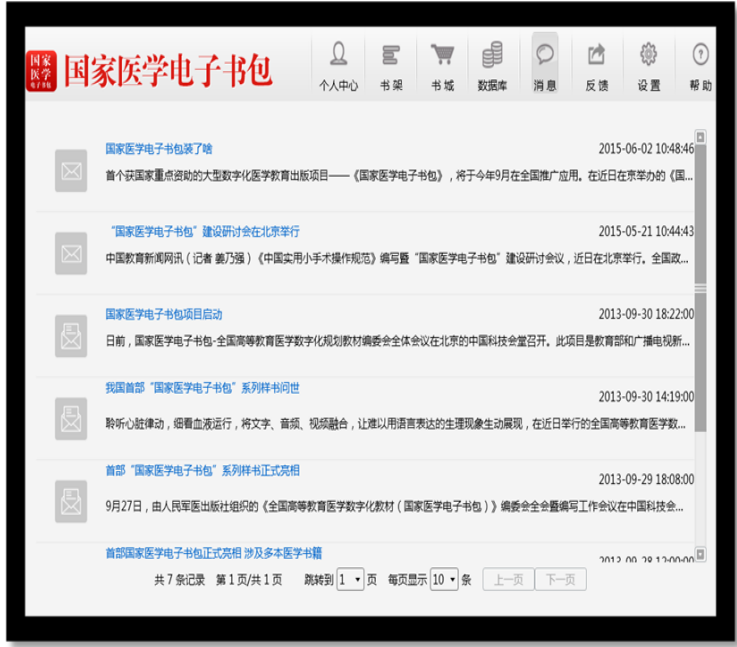 国家
医学
电子书包
国家医学电子书包
个人中心 书架 书城 数据库 消息 反馈 设置 帮助
国家医学电子书包装了啥
2015-06-02 10:48:46
首个获国家重点资助的大型数字化医学教育出版项目——《国家医学电子书包》，将于今年9月在全国推广应用。在近日在京举办的《国...
“国家医学电子书包”建设研讨会在北京举行
2015-05-21 10:44:43
中国教育新闻网讯（记者 姜乃强）《中国实用小手术操作规范》编写暨“国家医学电子书包”建设研讨会议，近日在北京举行。全国政...
国家医学电子书包项目启动
2013-09-30 18:22:00
日前，国家医学电子书包-全国高等教育医学数字化规划教材编委会全体会议在北京的中国科技会堂召开。此项目是教育部和广播电视新...
我国首部“国家医学电子书包”系列样书问世
2013-09-30 14:19:00
聆听心脏律动，细看血液运行，将文字、音频、视频融合，让难以用语言表达的生理现象生动展现，在近日举行的全国高等教育医学数...
首部“国家医学电子书包”系列样书正式亮相
2013-09-29 18:08:00
9月27日，由人民军医出版社组织的《全国高等教育医学数字化教材（国家医学电子书包）》编委会全会暨编写工作会议在中国科技会...
首部国家医学电子书包正式亮相 涉及多本医学书籍
2013-09-28 12:00:00
共 7 条记录 第 1 页/共 1 页 跳转到 1 页 每页显示 10 条 上一页 下一页